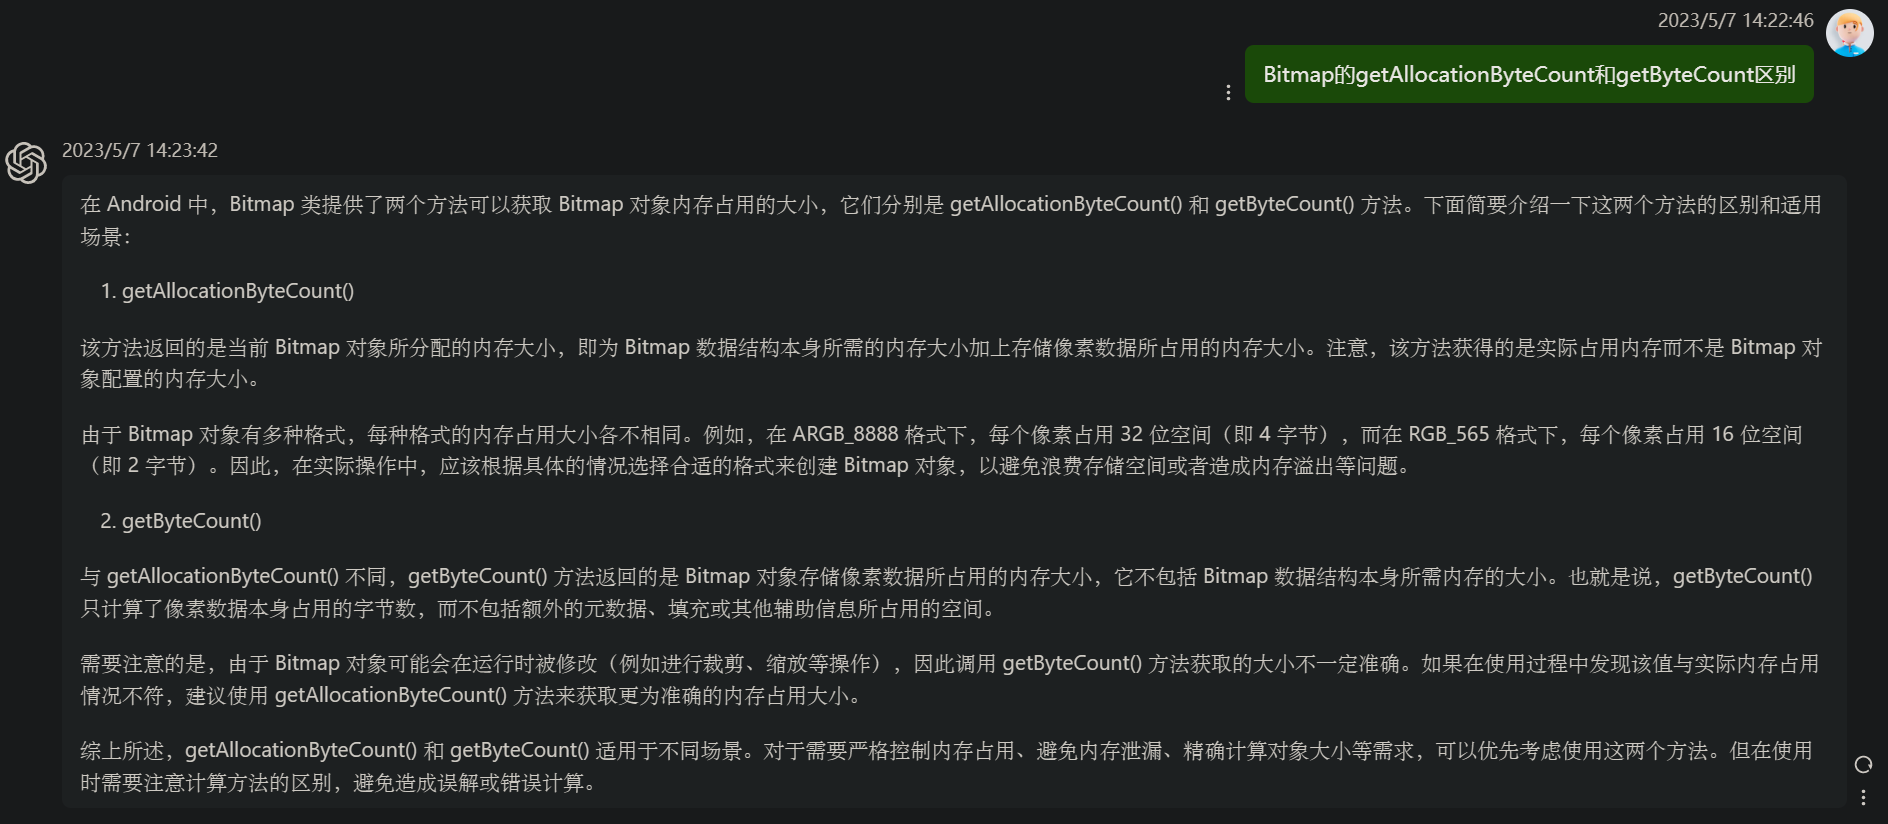 2023/5/7 14:22:46
Bitmap的getAllocationByteCount和getByteCount区别
2023/5/7 14:23:42
在 Android 中，Bitmap 类提供了两个方法可以获取 Bitmap 对象内存占用的大小，它们分别是 getAllocationByteCount() 和 getByteCount() 方法。下面简要介绍一下这两个方法的区别和适用
场景：
1. getAllocationByteCount()
该方法返回的是当前 Bitmap 对象所分配的内存大小，即为 Bitmap 数据结构本身所需的内存大小加上存储像素数据所占用的内存大小。注意，该方法获得的是实际占用内存而不是 Bitmap 对
象配置的内存大小。
由于 Bitmap 对象有多种格式，每种格式的内存占用大小各不相同。例如，在 ARGB_8888 格式下，每个像素占用 32 位空间（即 4 字节），而在 RGB_565 格式下，每个像素占用 16 位空间
（即 2 字节）。因此，在实际操作中，应该根据具体的情况选择合适的格式来创建 Bitmap 对象，以避免浪费存储空间或者造成内存溢出等问题。
2. getByteCount()
与 getAllocationByteCount() 不同，getByteCount() 方法返回的是 Bitmap 对象存储像素数据所占用的内存大小，它不包括 Bitmap 数据结构本身所需内存的大小。也就是说，getByteCount()
只计算了像素数据本身占用的字节数，而不包括额外的元数据、填充或其他辅助信息所占用的空间。
需要注意的是，由于 Bitmap 对象可能会在运行时被修改（例如进行裁剪、缩放等操作），因此调用 getByteCount() 方法获取的大小不一定准确。如果在使用过程中发现该值与实际内存占用
情况不符，建议使用 getAllocationByteCount() 方法来获取更为准确的内存占用大小。
综上所述，getAllocationByteCount() 和 getByteCount() 适用于不同场景。对于需要严格控制内存占用、避免内存泄漏、精确计算对象大小等需求，可以优先考虑使用这两个方法。但在使用
时需要注意计算方法的区别，避免造成误解或错误计算。